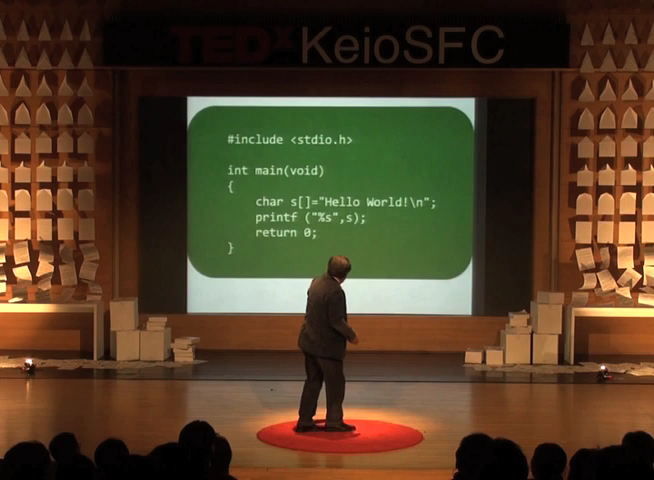 TEDxKeioSFC
#include <stdio.h>
int main(void)
{
char s[]="Hello World!\n";
printf ("%s",s);
return 0;
}